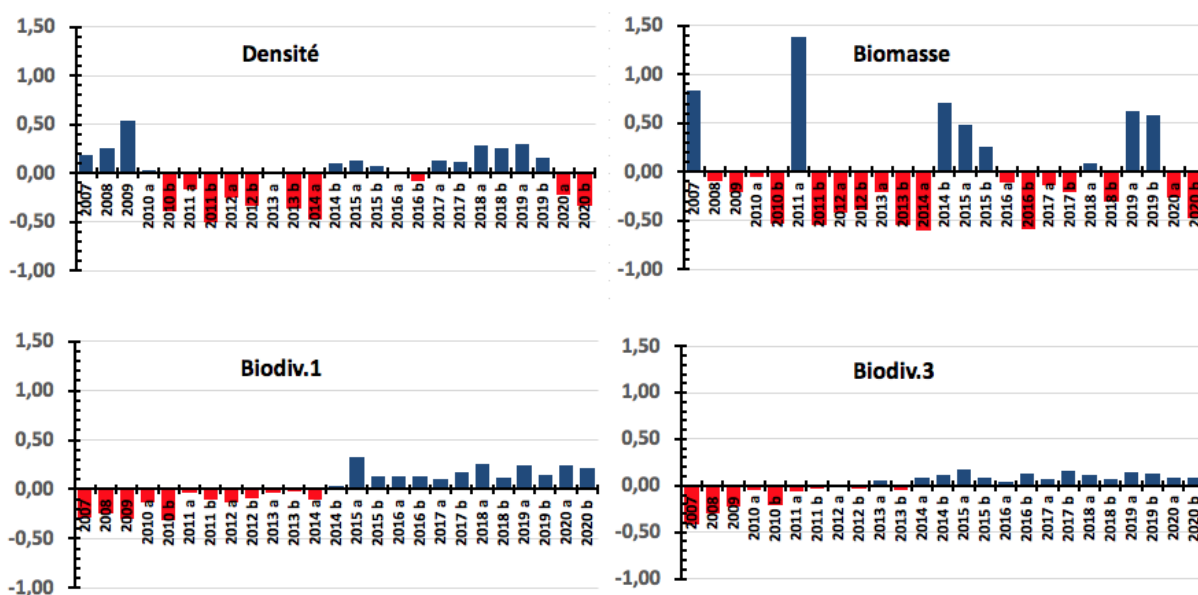 Densité
1,50
1,00
0,50
0,00
-0,50
-1,00
2007
2008
2009
2010 a
2010 b
2011 a
2011 b
2012 a
2012 b
2013 a
2013 b
2014 a
2014 b
2015 a
2015 b
2016 a
2016 b
2017 a
2017 b
2018 a
2018 b
2019 a
2019 b
2020 a
2020 b
Biomasse
1,50
1,00
0,50
0,00
-0,50
-1,00
2007
2008
2009
2010 a
2010 b
2011 a
2011 b
2012 a
2012 b
2013 a
2013 b
2014 a
2014 b
2015 a
2015 b
2016 a
2016 b
2017 a
2017 b
2018 a
2018 b
2019 a
2019 b
2020 a
2020 b
Biodiv.1
1,50
1,00
0,50
0,00
-0,50
-1,00
2007
2008
2009
2010 a
2010 b
2011 a
2011 b
2012 a
2012 b
2013 a
2013 b
2014 a
2014 b
2015 a
2015 b
2016 a
2016 b
2017 a
2017 b
2018 a
2018 b
2019 a
2019 b
2020 a
2020 b
Biodiv.3
1,50
1,00
0,50
0,00
-0,50
-1,00
2007
2008
2009
2010 a
2010 b
2011 a
2011 b
2012 a
2012 b
2013 a
2013 b
2014 a
2014 b
2015 a
2015 b
2016 a
2016 b
2017 a
2017 b
2018 a
2018 b
2019 a
2019 b
2020 a
2020 b